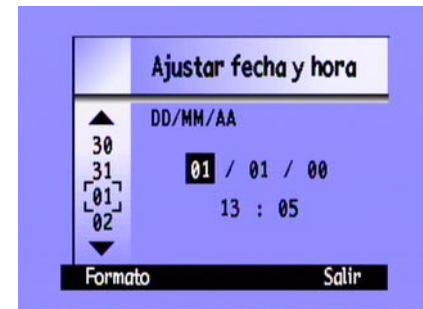 Ajustar fecha y hora
DD/MM/AA
30
31
01
02
01 / 01 / 00
13 : 05
Formato Salir